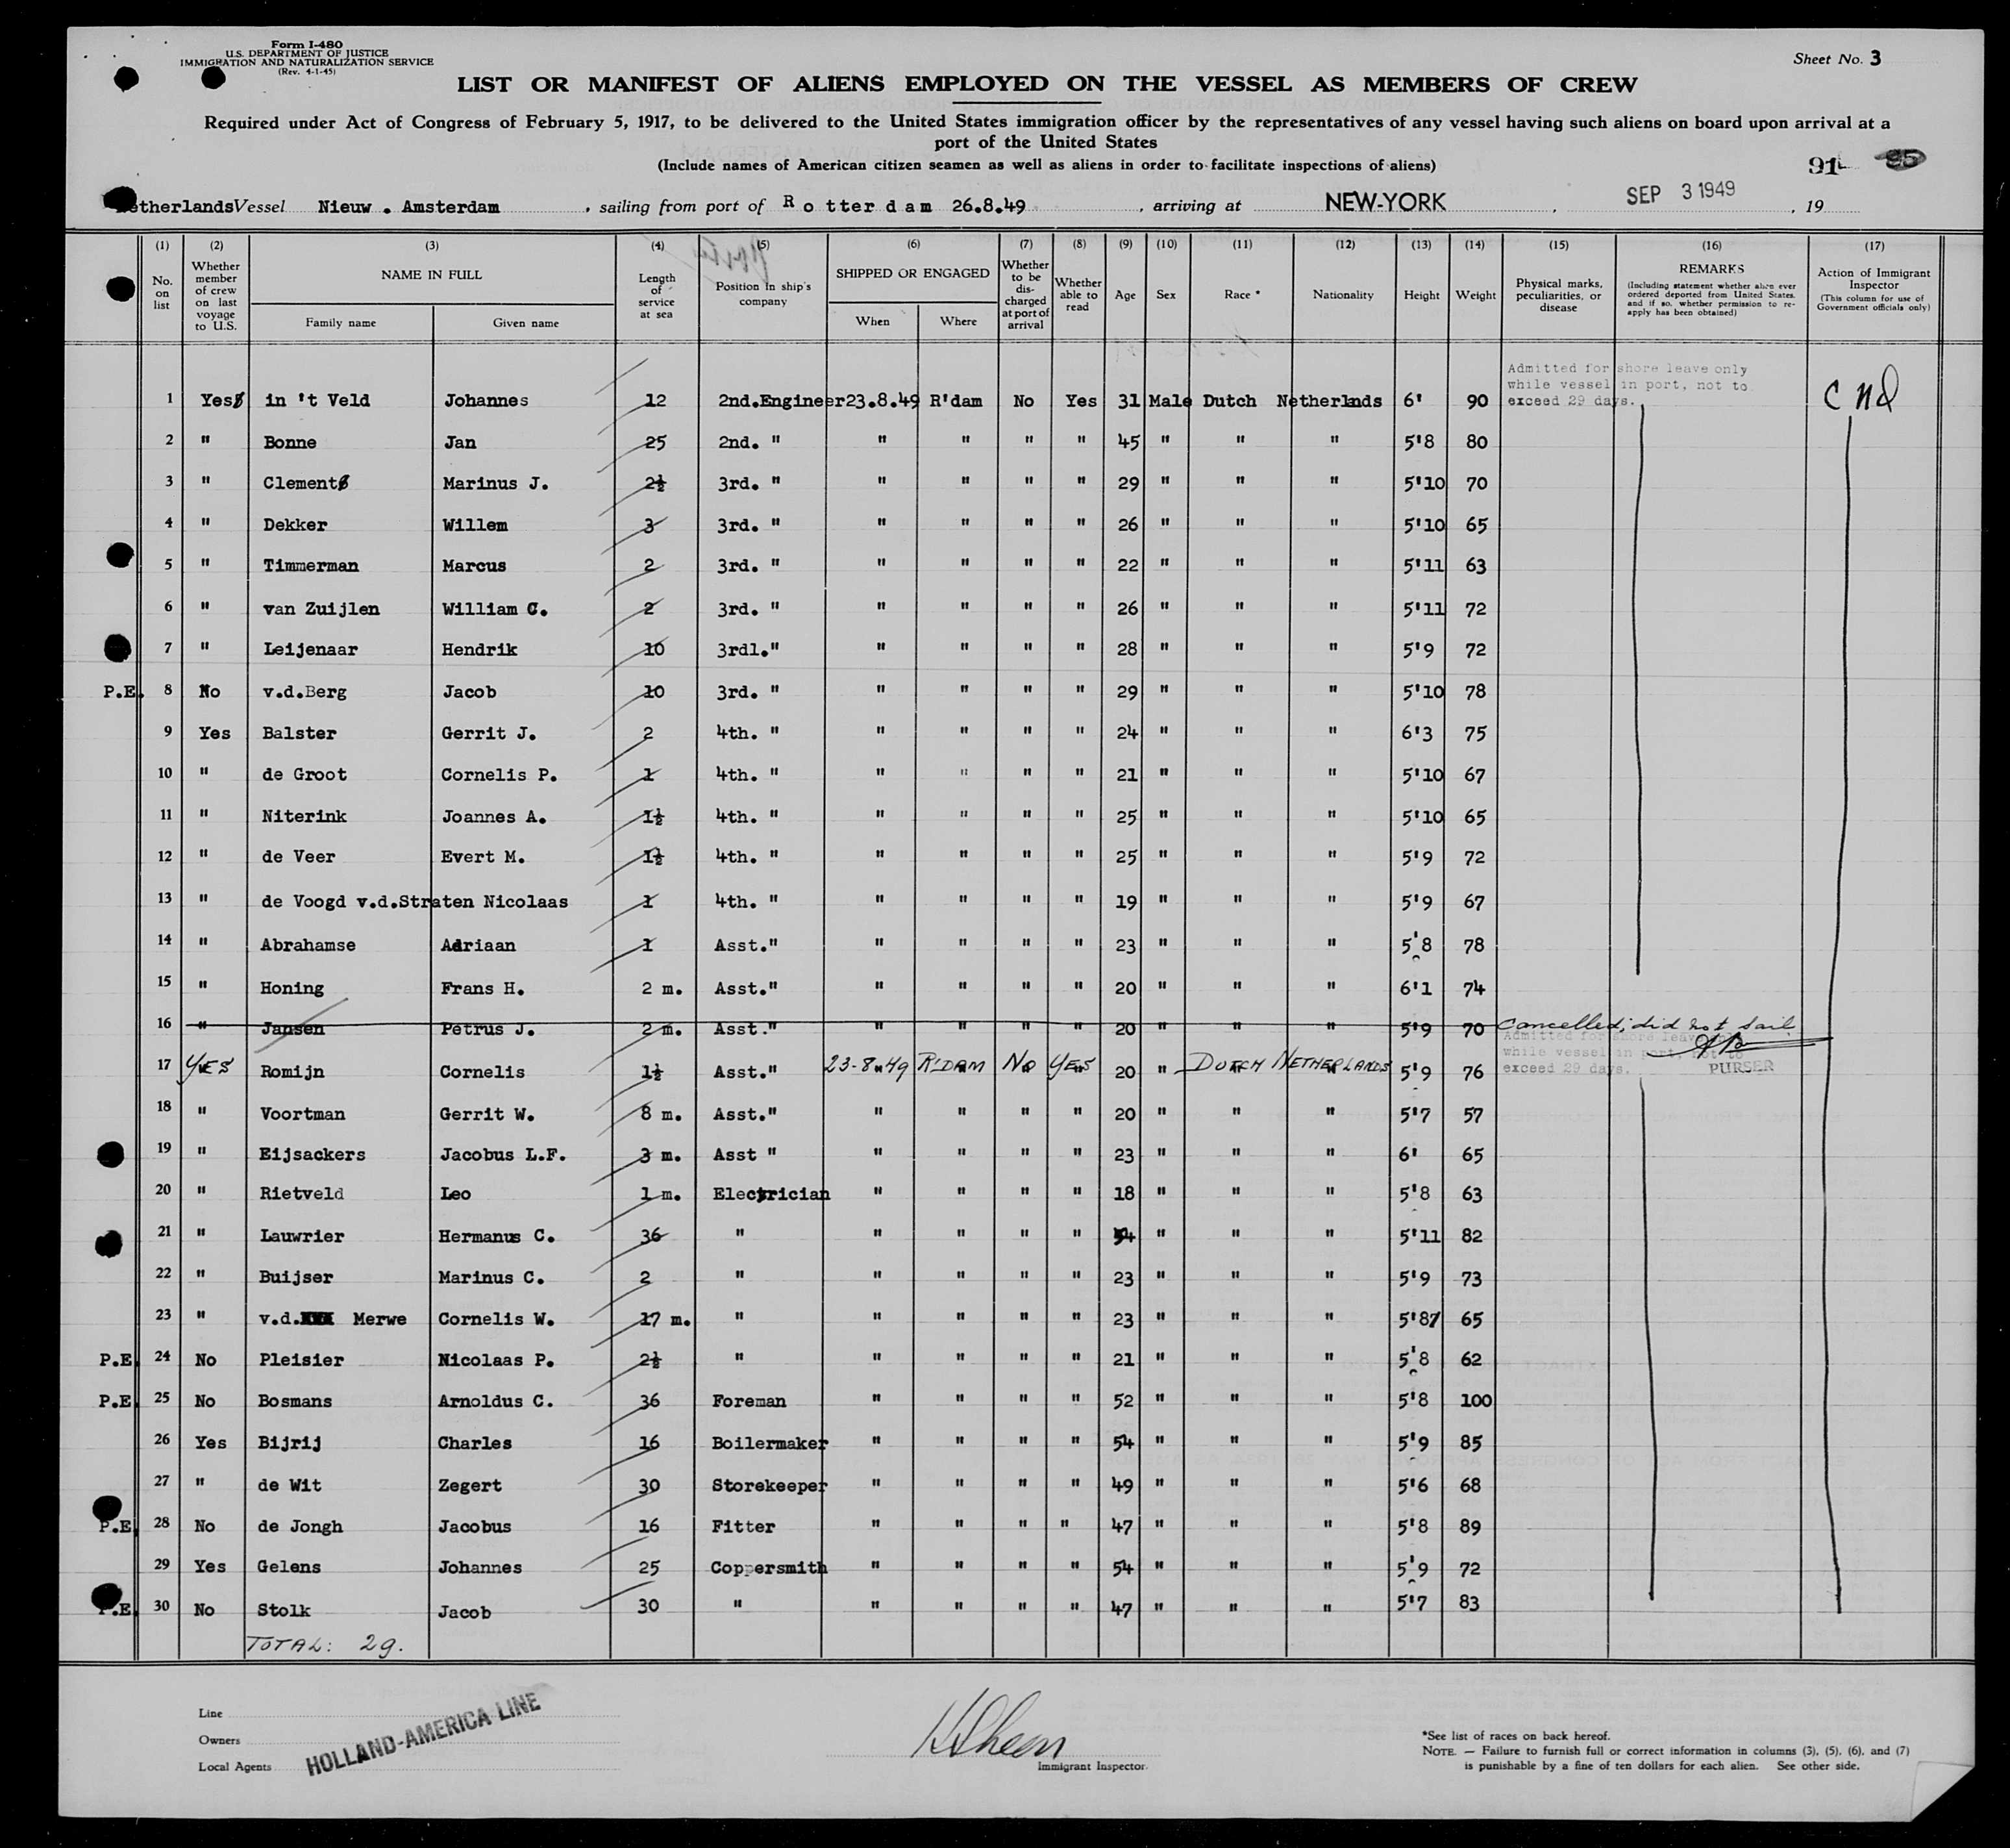 Form I-480
U.S. DEPARTMENT OF JUSTICE
IMMIGRATION AND NATURALIZATION SERVICE
(Rev. 4-1-45)
Sheet No. 3
LIST OR MANIFEST OF ALIENS EMPLOYED ON THE VESSEL AS MEMBERS OF CREW
Required under Act of Congress of February 5, 1917, to be delivered to the United States immigration officer by the representatives of any vessel having such aliens on board upon arrival at a
port of the United States
(Include names of American citizen seamen as well as aliens in order to facilitate inspections of aliens)
91
etherlands Vessel Nieuw . Amsterdam , sailing from port of Rotterdam 26.8.49 , arriving at NEW-YORK , SEP 3 1949 , 19
(1) (2) (3) (4) (5) (6) (7) (8) (9) (10) (11) (12) (13) (14) (15) (16) (17)
No. on list
Whether member of crew on last voyage to U.S.
NAME IN FULL
Family name Given name
Length of service at sea
Position in ship's company
SHIPPED OR ENGAGED
When Where
Whether to be discharged at port of arrival
Whether able to read
Age Sex Race * Nationality Height Weight
Physical marks, peculiarities, or disease
REMARKS
(Including statement whether alien ever ordered deported from United States, and if so, whether permission to re-apply has been obtained)
Action of Immigrant Inspector
(This column for use of Government officials only)
Admitted for shore leave only
while vessel in port, not to
exceed 29 days.
1 Yes in 't Veld Johannes 12 2nd.Engineer 23.8.49 R'dam No Yes 31 Male Dutch Netherlands 6' 90
2 " Bonne Jan 25 2nd. " " " " " 45 " " " 5'8 80
3 " Clement Marinus J. 2½ 3rd. " " " " " 29 " " " 5'10 70
4 " Dekker Willem 3 3rd. " " " " " 26 " " " 5'10 65
5 " Timmerman Marcus 2 3rd. " " " " " 22 " " " 5'11 63
6 " van Zuijlen William C. 2 3rd. " " " " " 26 " " " 5'11 72
7 " Leijenaar Hendrik 10 3rdl." " " " " 28 " " " 5'9 72
P.E. 8 No v.d.Berg Jacob 10 3rd. " " " " " 29 " " " 5'10 78
9 Yes Balster Gerrit J. 2 4th. " " " " " 24 " " " 6'3 75
10 " de Groot Cornelis P. 1 4th. " " " " " 21 " " " 5'10 67
11 " Niterink Joannes A. 1½ 4th. " " " " " 25 " " " 5'10 65
12 " de Veer Evert M. 1½ 4th. " " " " " 25 " " " 5'9 72
13 " de Voogd v.d.Straten Nicolaas 1 4th. " " " " " 19 " " " 5'9 67
14 " Abrahamse Adriaan 1 Asst." " " " " 23 " " " 5'8 78
15 " Honing Frans H. 2 m. Asst." " " " " 20 " " " 6'1 74
16 " Jansen Petrus J. 2 m. Asst." " " " " 20 " " " 5'9 70 Cancelled; did not sail
Admitted for shore leave
while vessel in port, not to
exceed 29 days. PURSER
17 YES Romijn Cornelis 1½ Asst." 23-8-49 R'DAM NO YES 20 " DUTCH NETHERLANDS 5'9 76
18 " Voortman Gerrit W. 8 m. Asst." " " " " 20 " " " 5'7 57
19 " Eijsackers Jacobus L.F. 3 m. Asst " " " " " 23 " " " 6' 65
20 " Rietveld Leo 1 m. Electrician " " " " 18 " " " 5'8 63
21 " Lauwrier Hermanus C. 36 " " " " " 54 " " " 5'11 82
22 " Buijser Marinus C. 2 " " " " " 23 " " " 5'9 73
23 " v.d. Merwe Cornelis W. 17 m. " " " " " 23 " " " 5'87 65
P.E 24 No Pleisier Nicolaas P. 2½ " " " " " 21 " " " 5'8 62
P.E 25 No Bosmans Arnoldus C. 36 Foreman " " " " 52 " " " 5'8 100
26 Yes Bijrij Charles 16 Boilermaker " " " " 54 " " " 5'9 85
27 " de Wit Zegert 30 Storekeeper " " " " 49 " " " 5'6 68
P.E 28 No de Jongh Jacobus 16 Fitter " " " " 47 " " " 5'8 89
29 Yes Gelens Johannes 25 Coppersmith " " " " 54 " " " 5'9 72
P.E 30 No Stolk Jacob 30 " " " " " 47 " " " 5'7 83
TOTAL: 29.
Line
Owners
Local Agents
HOLLAND-AMERICA LINE
Immigrant Inspector.
*See list of races on back hereof.
NOTE. — Failure to furnish full or correct information in columns (3), (5), (6), and (7)
is punishable by a fine of ten dollars for each alien. See other side.